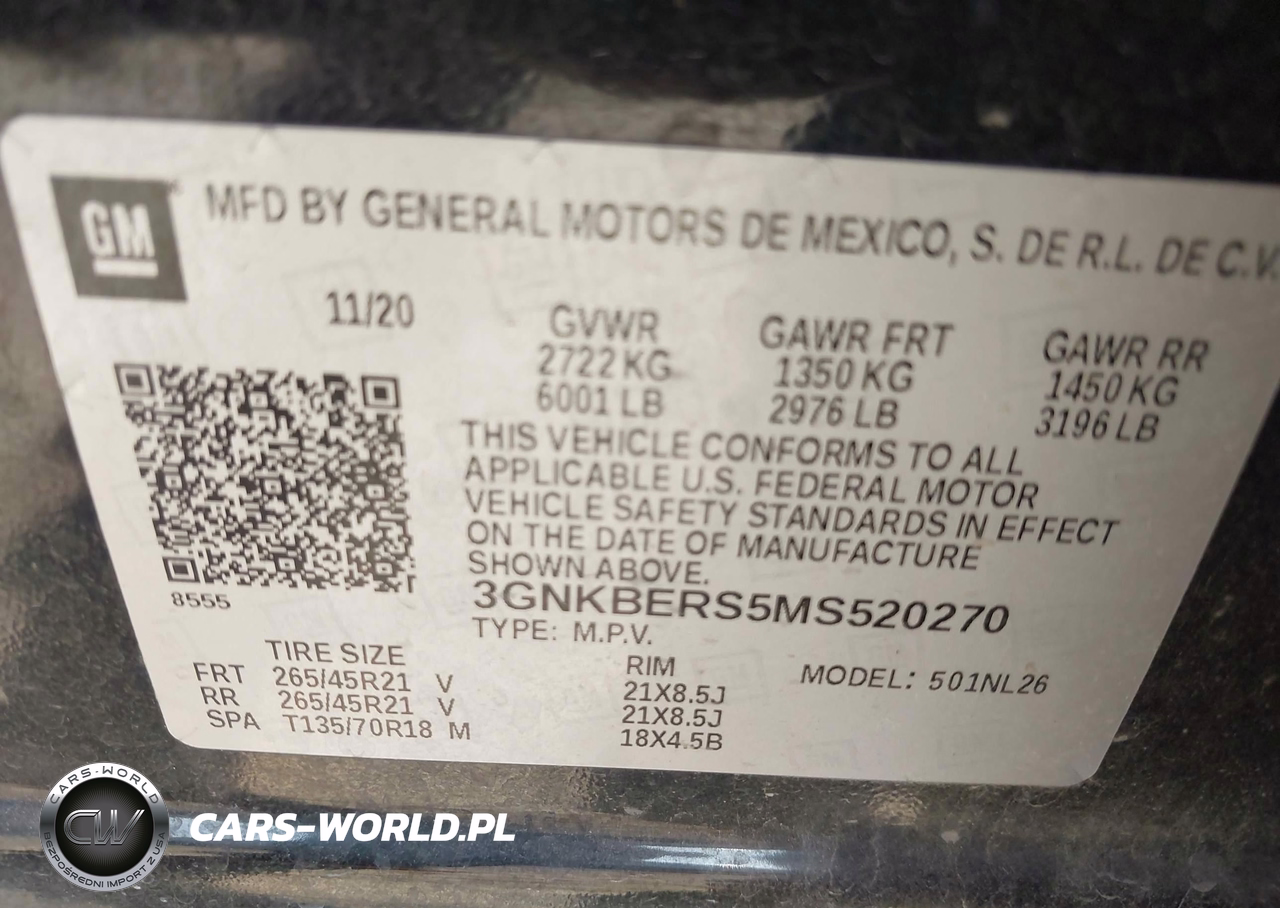 GM
MFD BY GENERAL MOTORS DE MEXICO, S. DE R.L. DE C.V.
11/20
GVWR
2722 KG
6001 LB
GAWR FRT
1350 KG
2976 LB
GAWR RR
1450 KG
3196 LB
THIS VEHICLE CONFORMS TO ALL
APPLICABLE U.S. FEDERAL MOTOR
VEHICLE SAFETY STANDARDS IN EFFECT
ON THE DATE OF MANUFACTURE
SHOWN ABOVE.
8555
3GNKBERS5MS520270
TYPE: M.P.V.
MODEL: 501NL26
TIRE SIZE RIM
FRT 265/45R21 V 21X8.5J
RR 265/45R21 V 21X8.5J
SPA T135/70R18 M 18X4.5B
CARS-WORLD
CW
BEZPOŚREDNI IMPORT Z USA
CARS-WORLD.PL